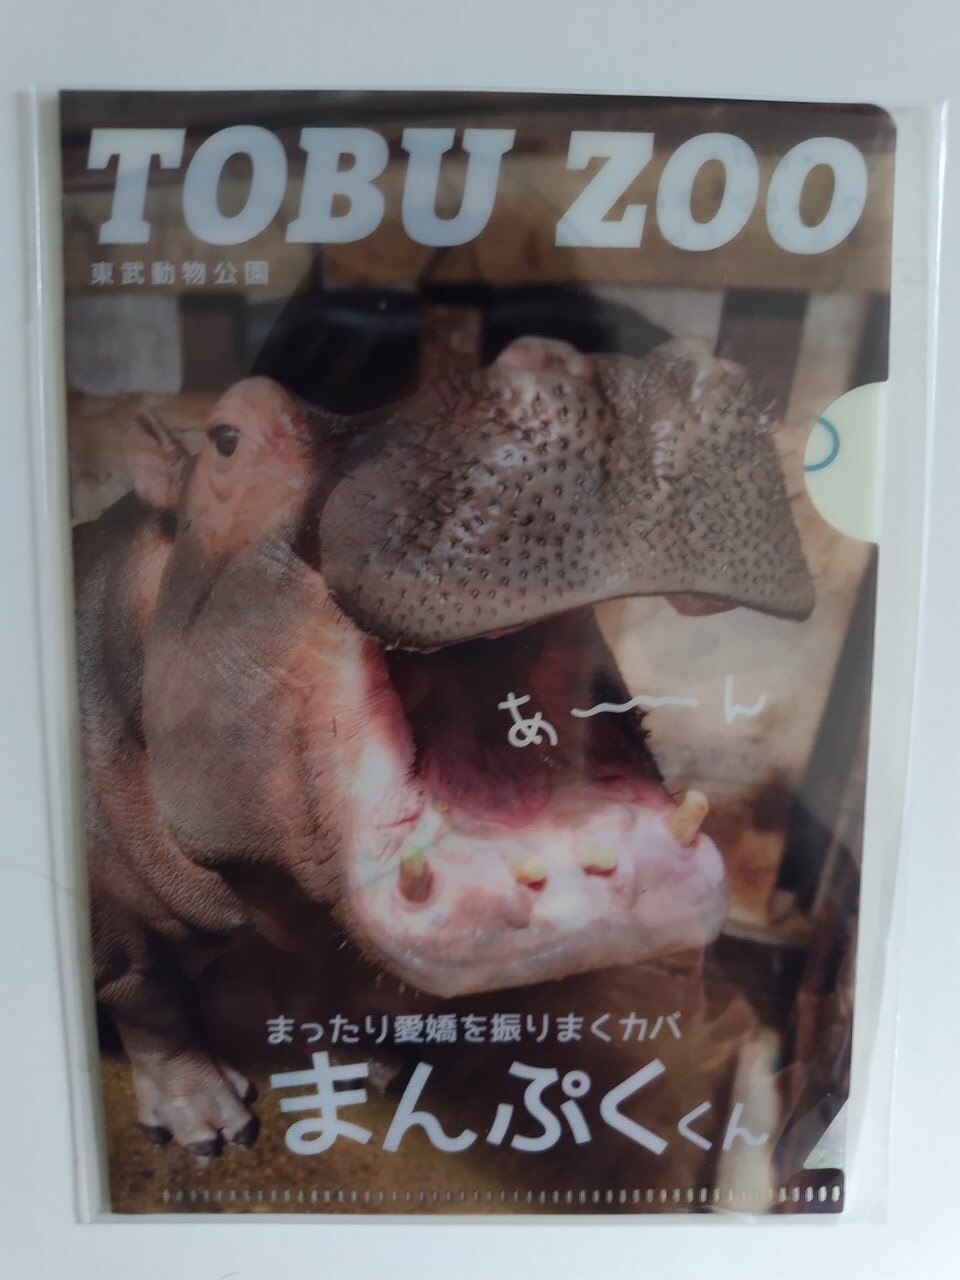 TOBU ZOO
東武動物公園
あ〜〜ん
まったり愛嬌を振りまくカバ
まんぷくくん